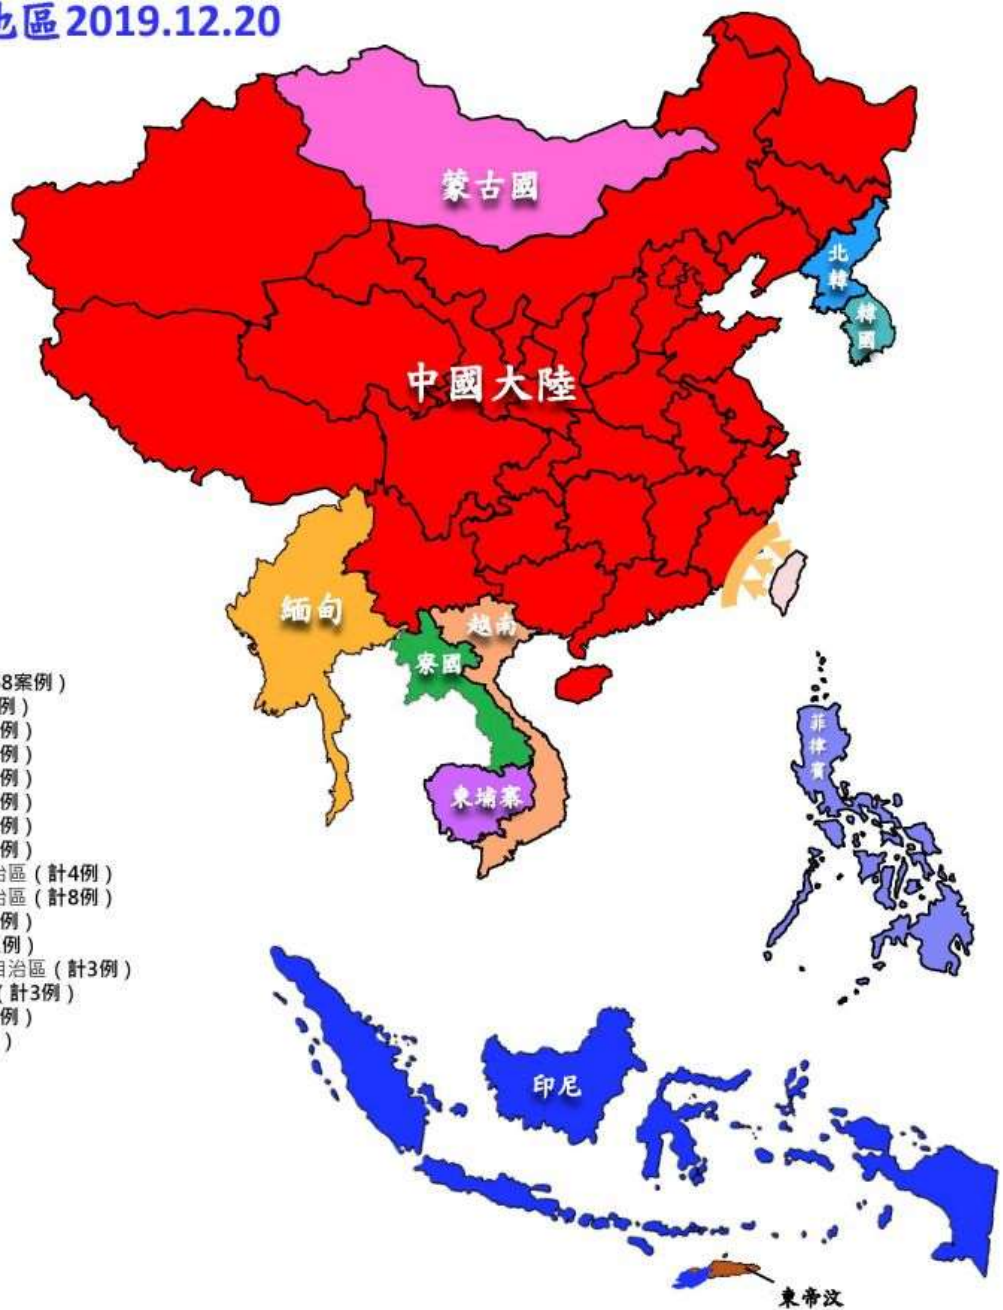 地區2019.12.20
蒙古國
北韓
韓國
中國大陸
緬甸
越南
寮國
柬埔寨
菲律賓
8案例）
例）
例）
例）
例）
例）
例）
例）
治區（計4例）
治區（計8例）
例）
例）
自治區（計3例）
（計3例）
例）
）
印尼
東帝汶